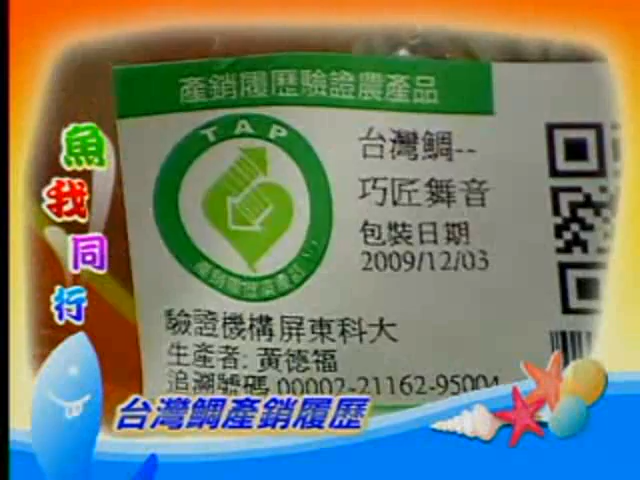 產銷履歷驗證農產品
TAP
台灣鯛--
巧匠舞音
包裝日期
2009/12/03
驗證機構屏東科大
生產者: 黃德福
追溯號碼 00002-21162-95004
魚我同行
台灣鯛產銷履歷